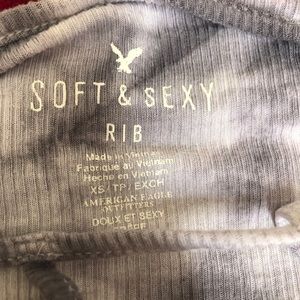 SOFT & SEXY
RIB
Made in Vietnam
Fabriqué au Vietnam
Hecho en Vietnam
XS / TP / EXCH
AMERICAN EAGLE
OUTFITTERS
DOUX ET SEXY